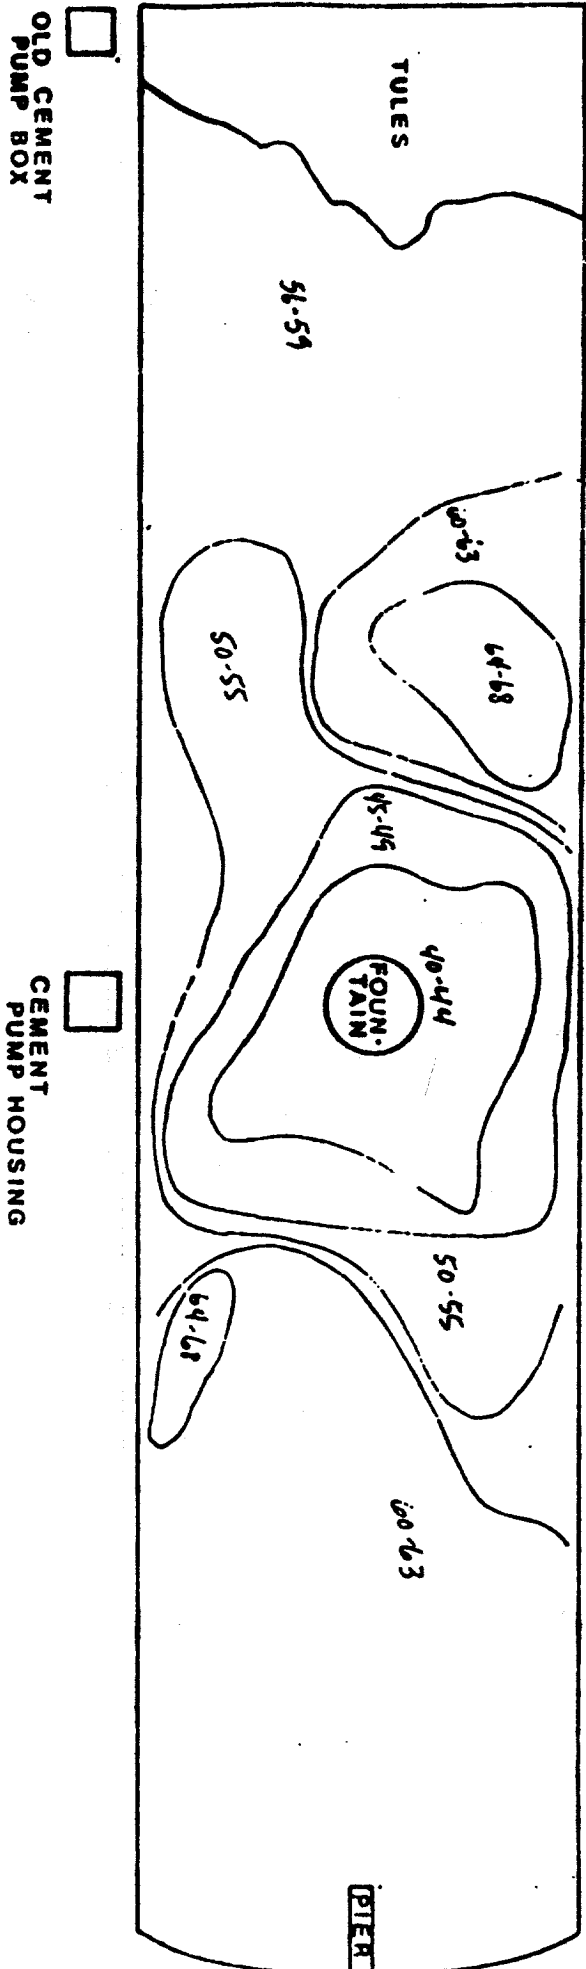 TULES
OLD CEMENT
PUMP BOX
56-59
60-63
64-68
50-55
45-49
40-44
FOUN-
TAIN
CEMENT
PUMP HOUSING
50-55
64-68
60-63
PIER